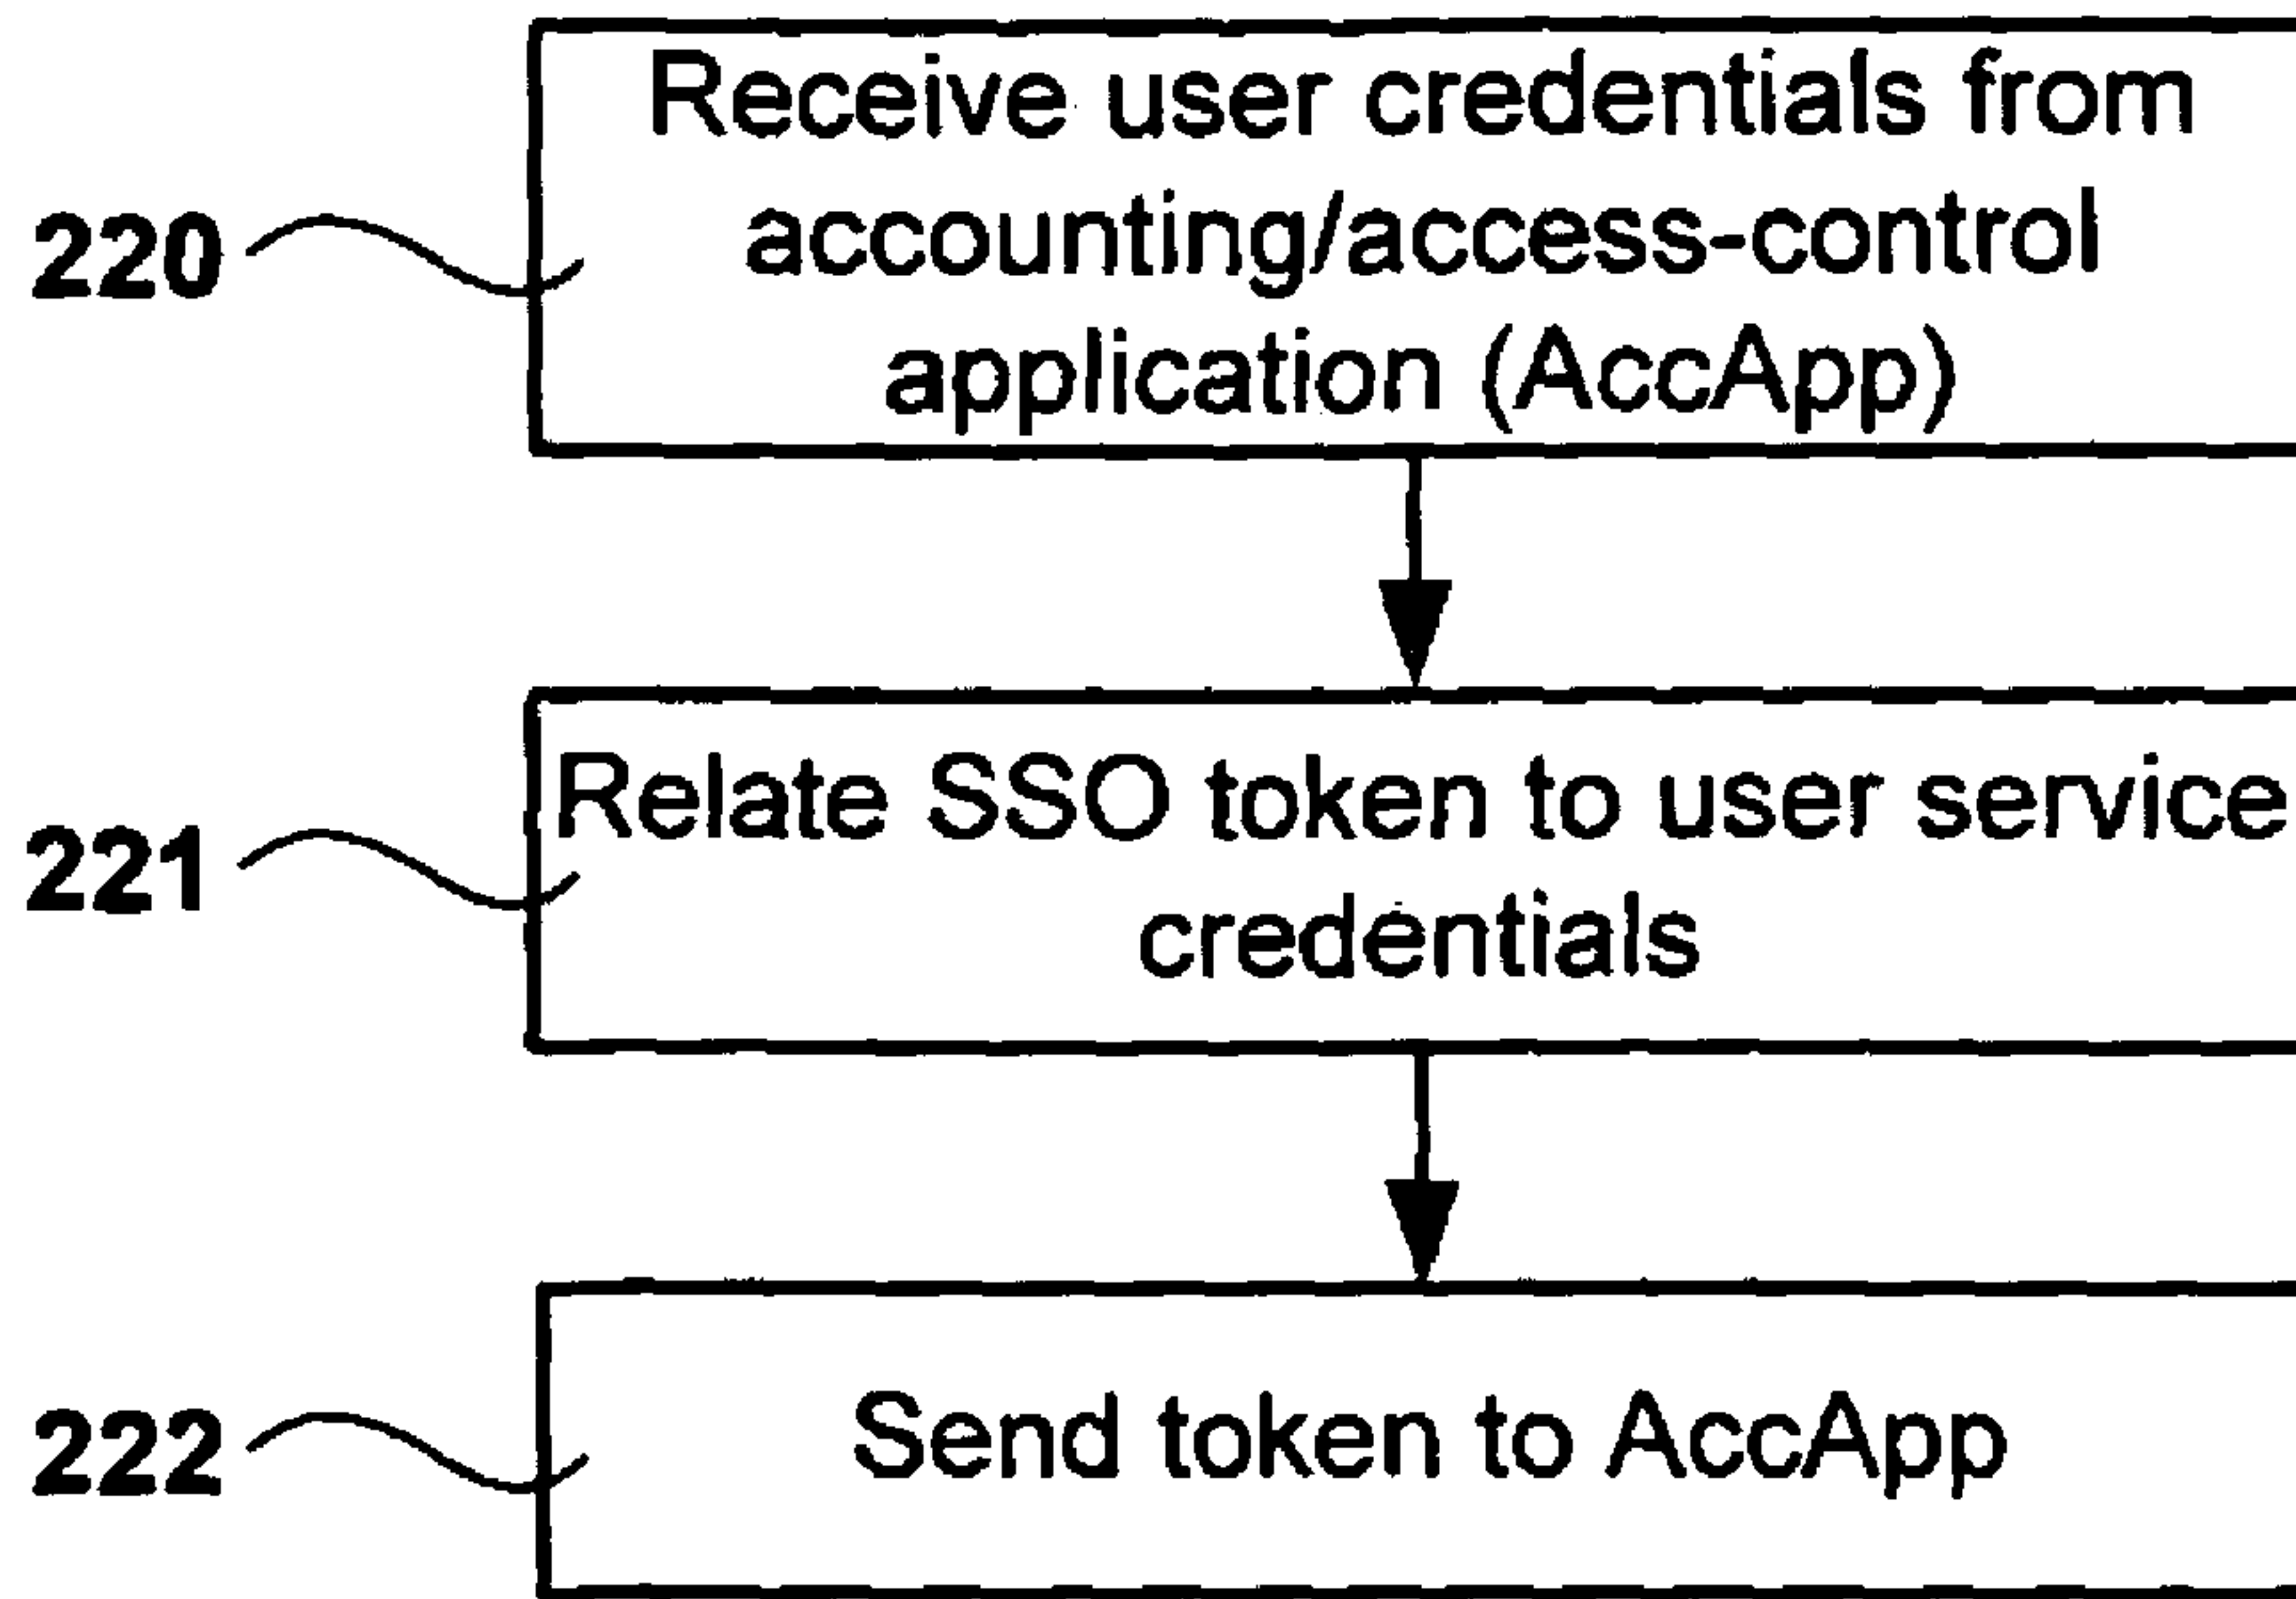 Receive user credentials from
accounting/access-control
220
application (AccApp)
Relate SSO token to user service
221
credentials
222
Send token to AccApp